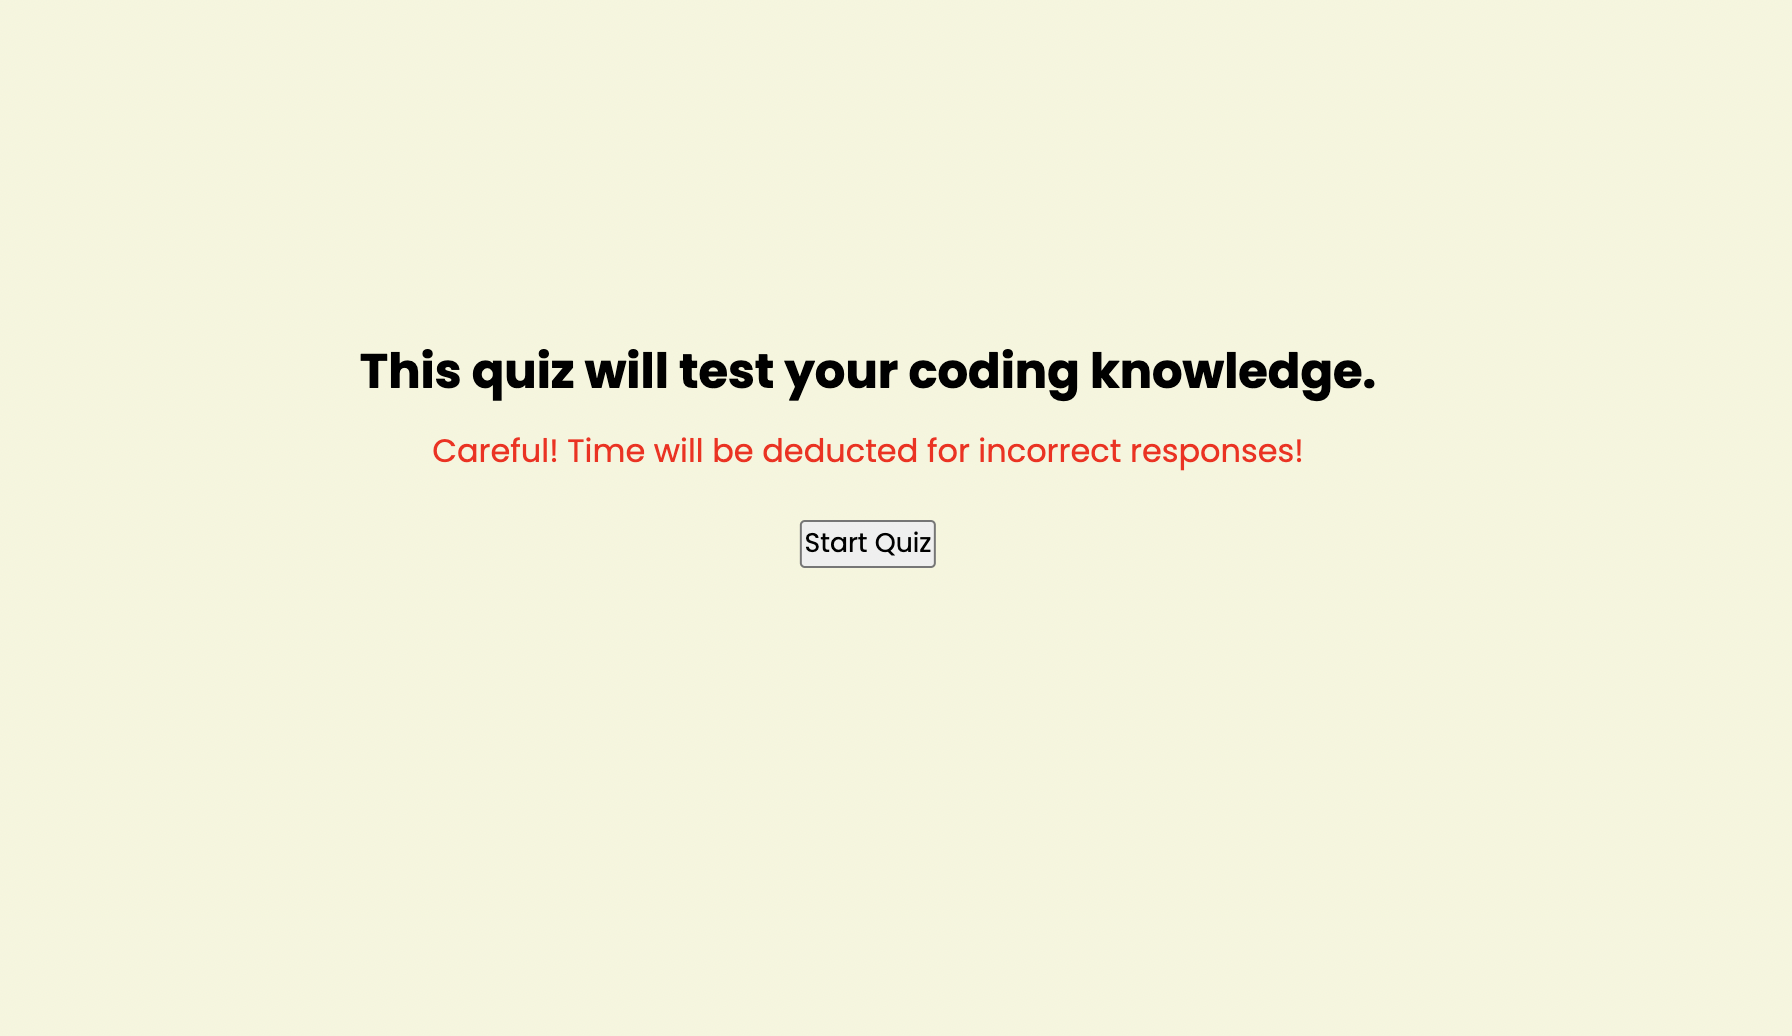 This quiz will test your coding knowledge.
Careful! Time will be deducted for incorrect responses!
Start Quiz